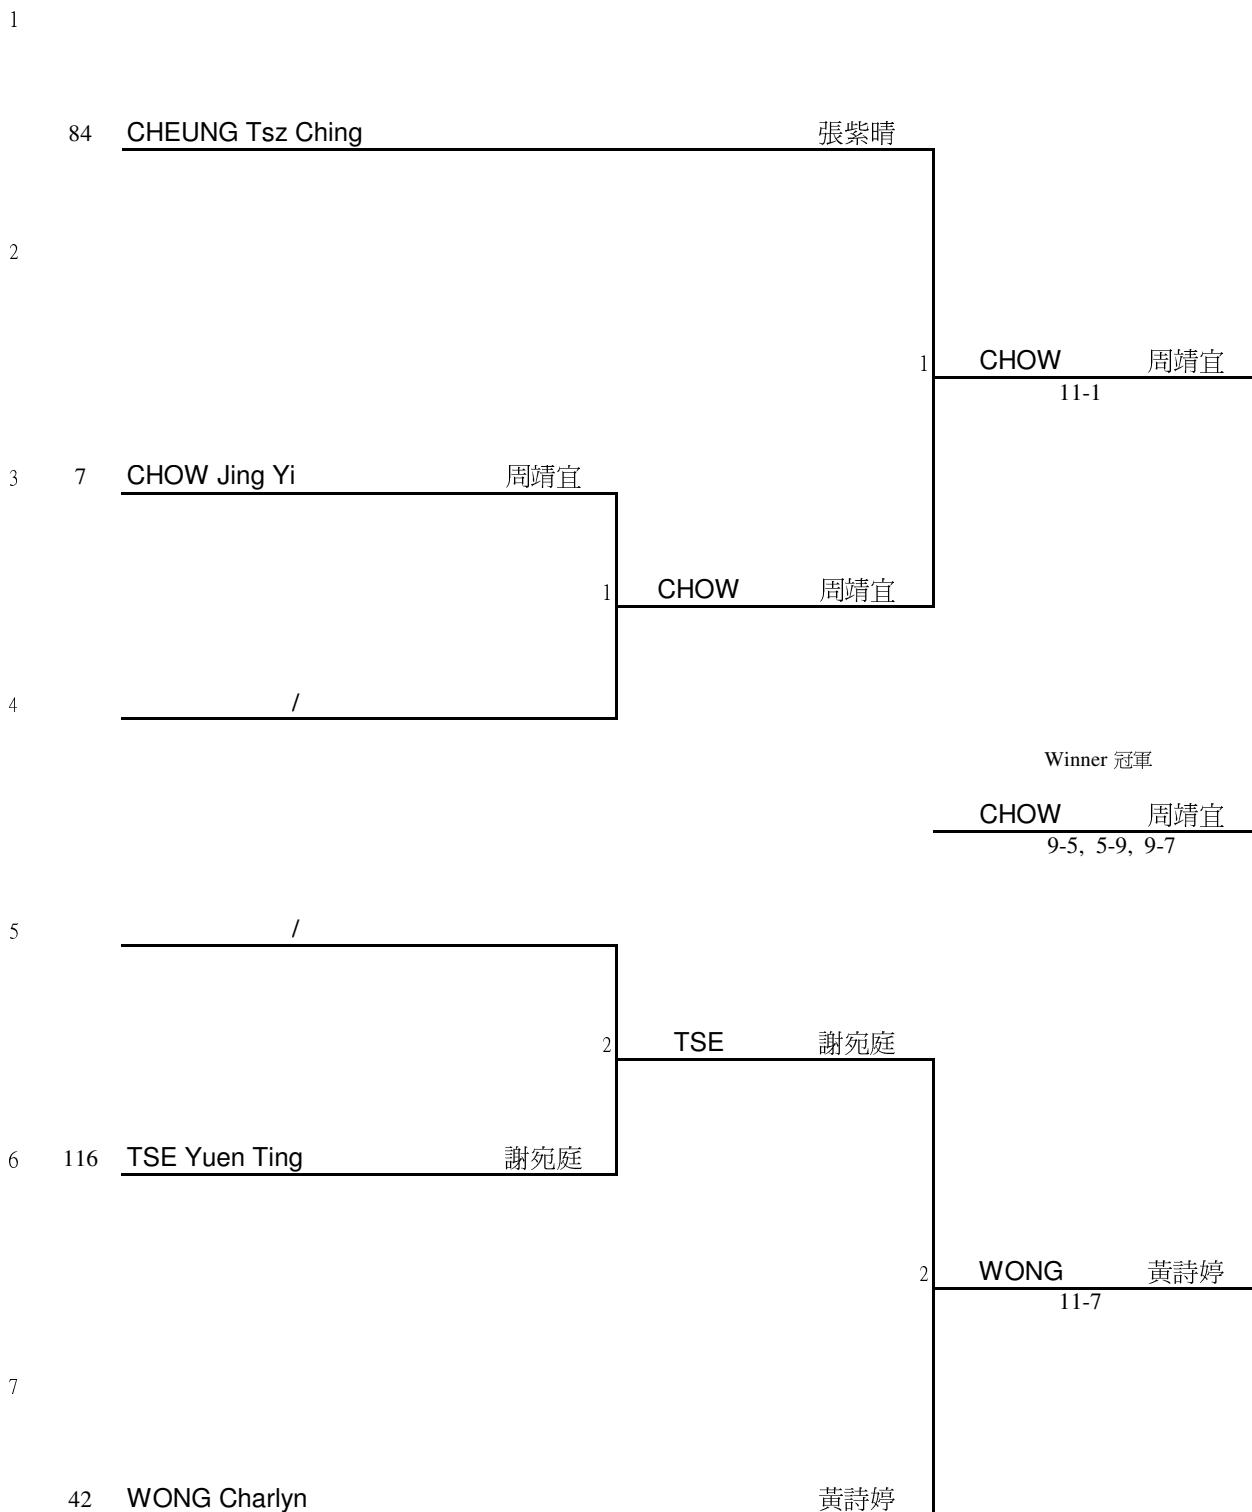 1
84 CHEUNG Tsz Ching 張紫晴
2
1 CHOW 周靖宜
11-1
3 7 CHOW Jing Yi 周靖宜
1 CHOW 周靖宜
4 /
Winner 冠軍
CHOW 周靖宜
9-5, 5-9, 9-7
5 /
2 TSE 謝宛庭
6 116 TSE Yuen Ting 謝宛庭
2 WONG 黃詩婷
11-7
7
42 WONG Charlyn 黃詩婷